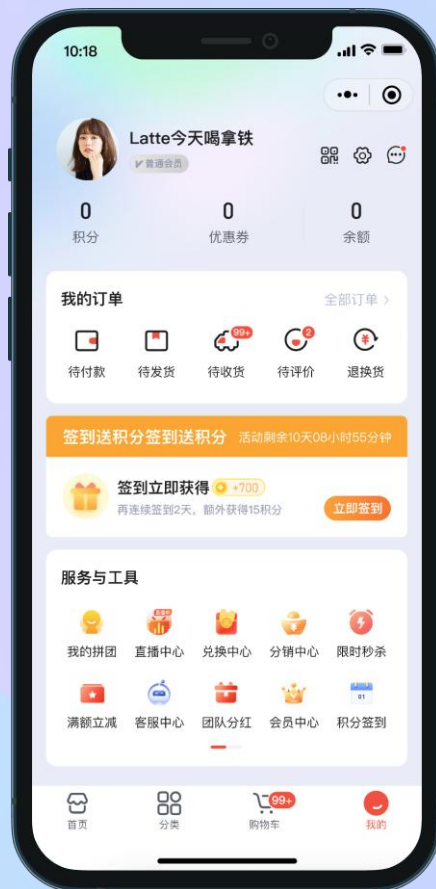 10:18
Latte今天喝拿铁
普通会员
0 0 0
积分 优惠券 余额
我的订单 全部订单
99+ 2
待付款 待发货 待收货 待评价 退换货
签到送积分签到送积分 活动剩余10天08小时55分钟
签到立即获得 +700
再连续签到2天，额外获得15积分
立即签到
服务与工具
我的拼团 直播中心 兑换中心 分销中心 限时秒杀
01
满额立减 客服中心 团队分红 会员中心 积分签到
99+
首页 分类 购物车 我的